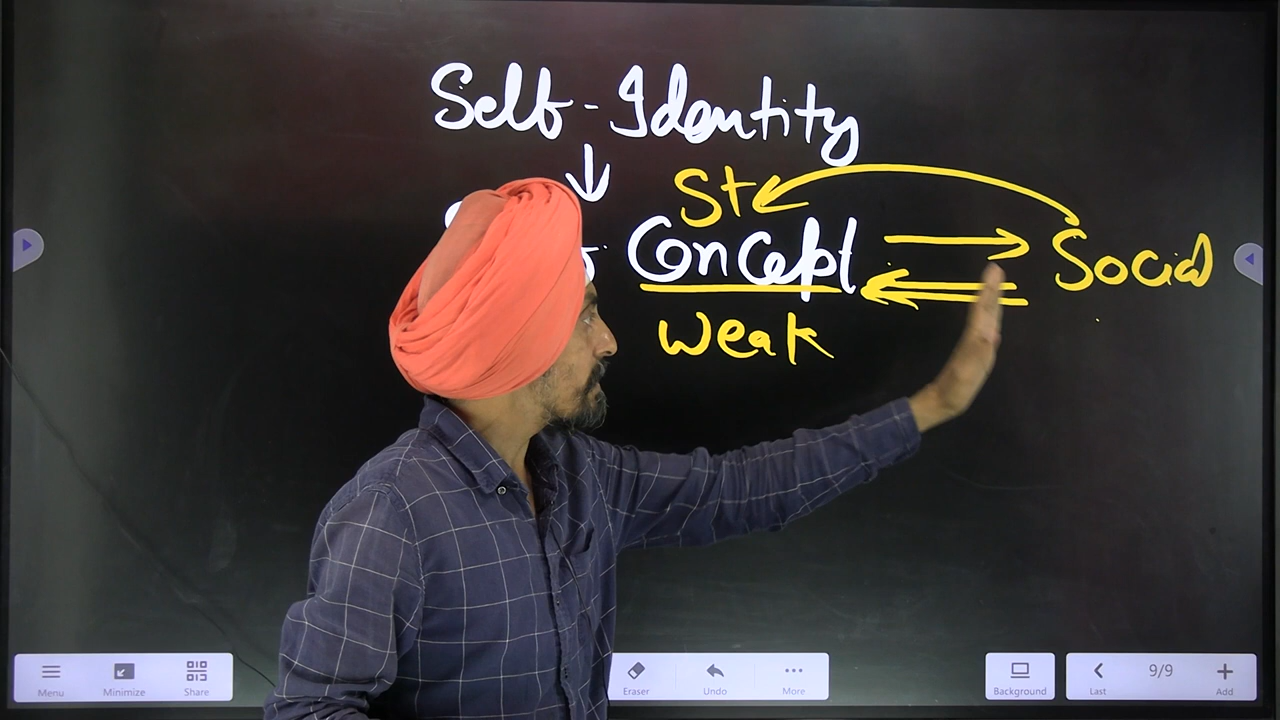 Self-Identity
St
Concept
Social
Weak
Menu
Minimize
Share
Eraser
Undo
More
Background
Last
9/9
Add